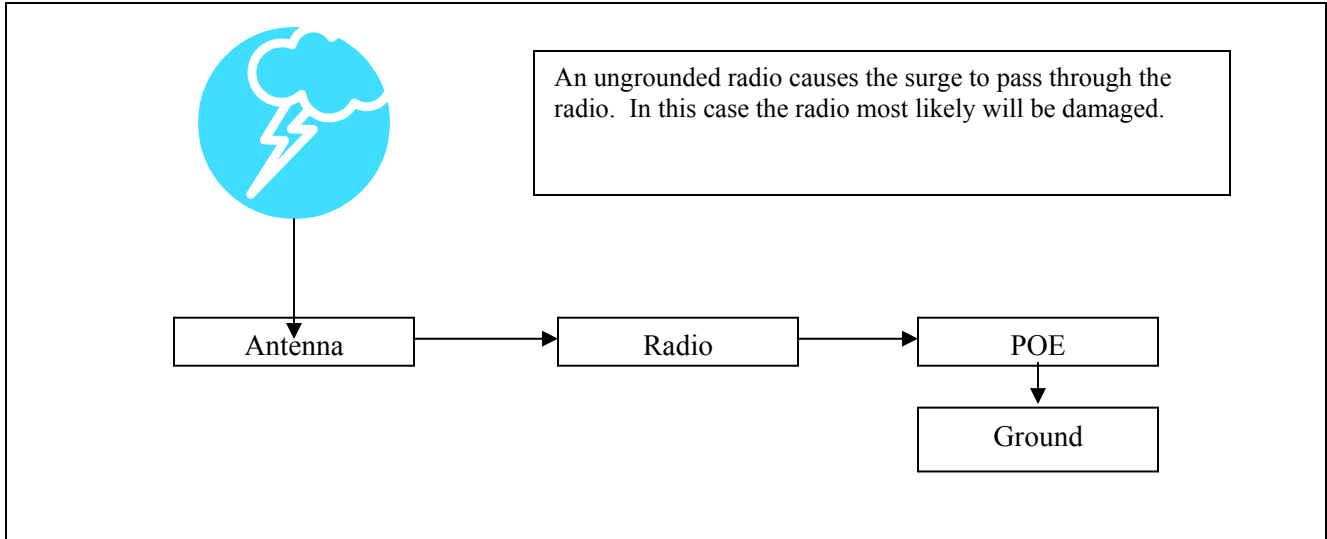 An ungrounded radio causes the surge to pass through the
radio.  In this case the radio most likely will be damaged.
Antenna
Radio
POE
Ground